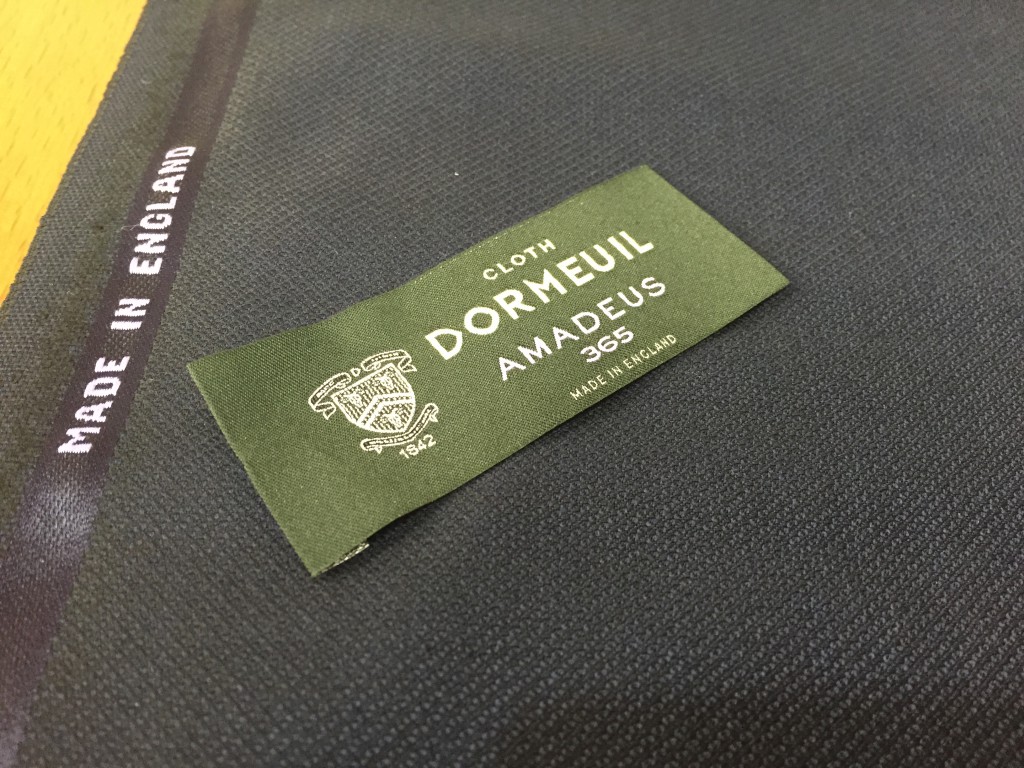 MADE IN ENGLAND
CLOTH
DORMEUIL
AMADEUS
365
MADE IN ENGLAND
1842